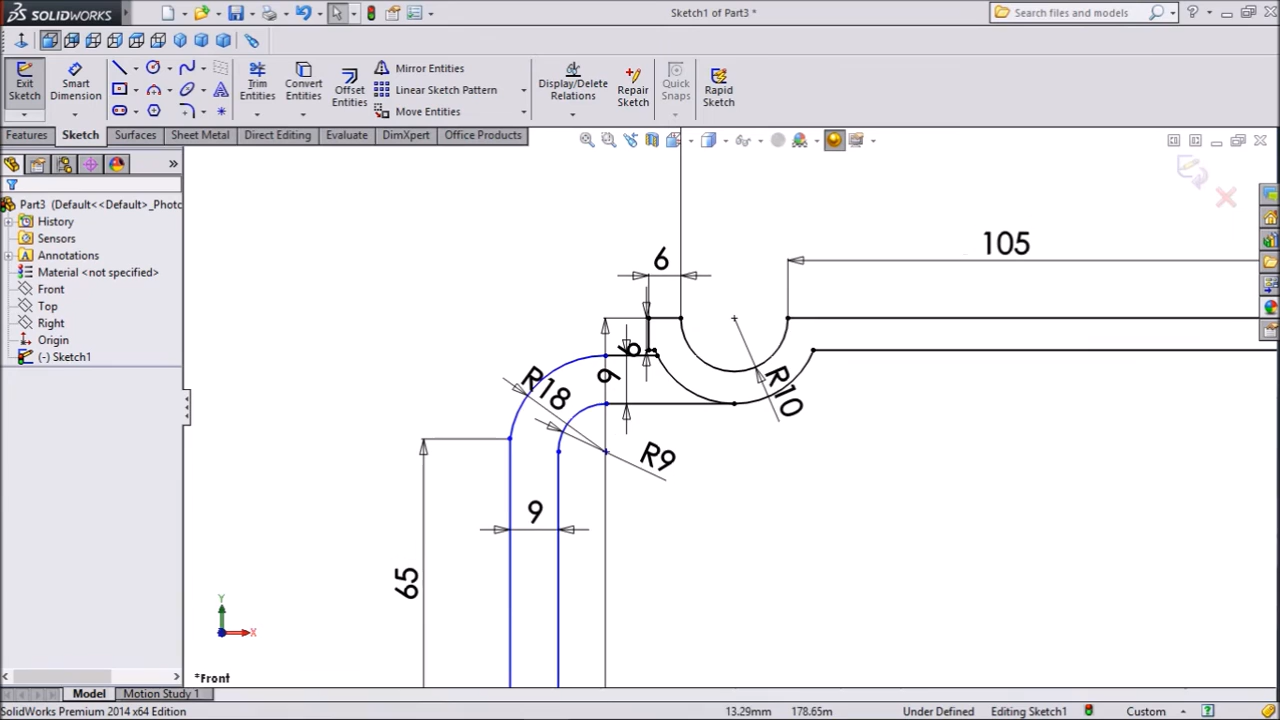 SOLIDWORKS
Sketch1 of Part3 *
Search files and models
Exit Sketch
Smart Dimension
Trim Entities
Convert Entities
Offset Entities
Mirror Entities
Linear Sketch Pattern
Move Entities
Display/Delete Relations
Repair Sketch
Quick Snaps
Rapid Sketch
Features
Sketch
Surfaces
Sheet Metal
Direct Editing
Evaluate
DimXpert
Office Products
Part3 (Default<<Default>_Photo
History
Sensors
Annotations
Material <not specified>
Front
Top
Right
Origin
(-) Sketch1
6
105
6
9
R18
R10
R9
9
65
Y
X
*Front
Model
Motion Study 1
SolidWorks Premium 2014 x64 Edition
13.29mm
178.65m
Under Defined
Editing Sketch1
Custom